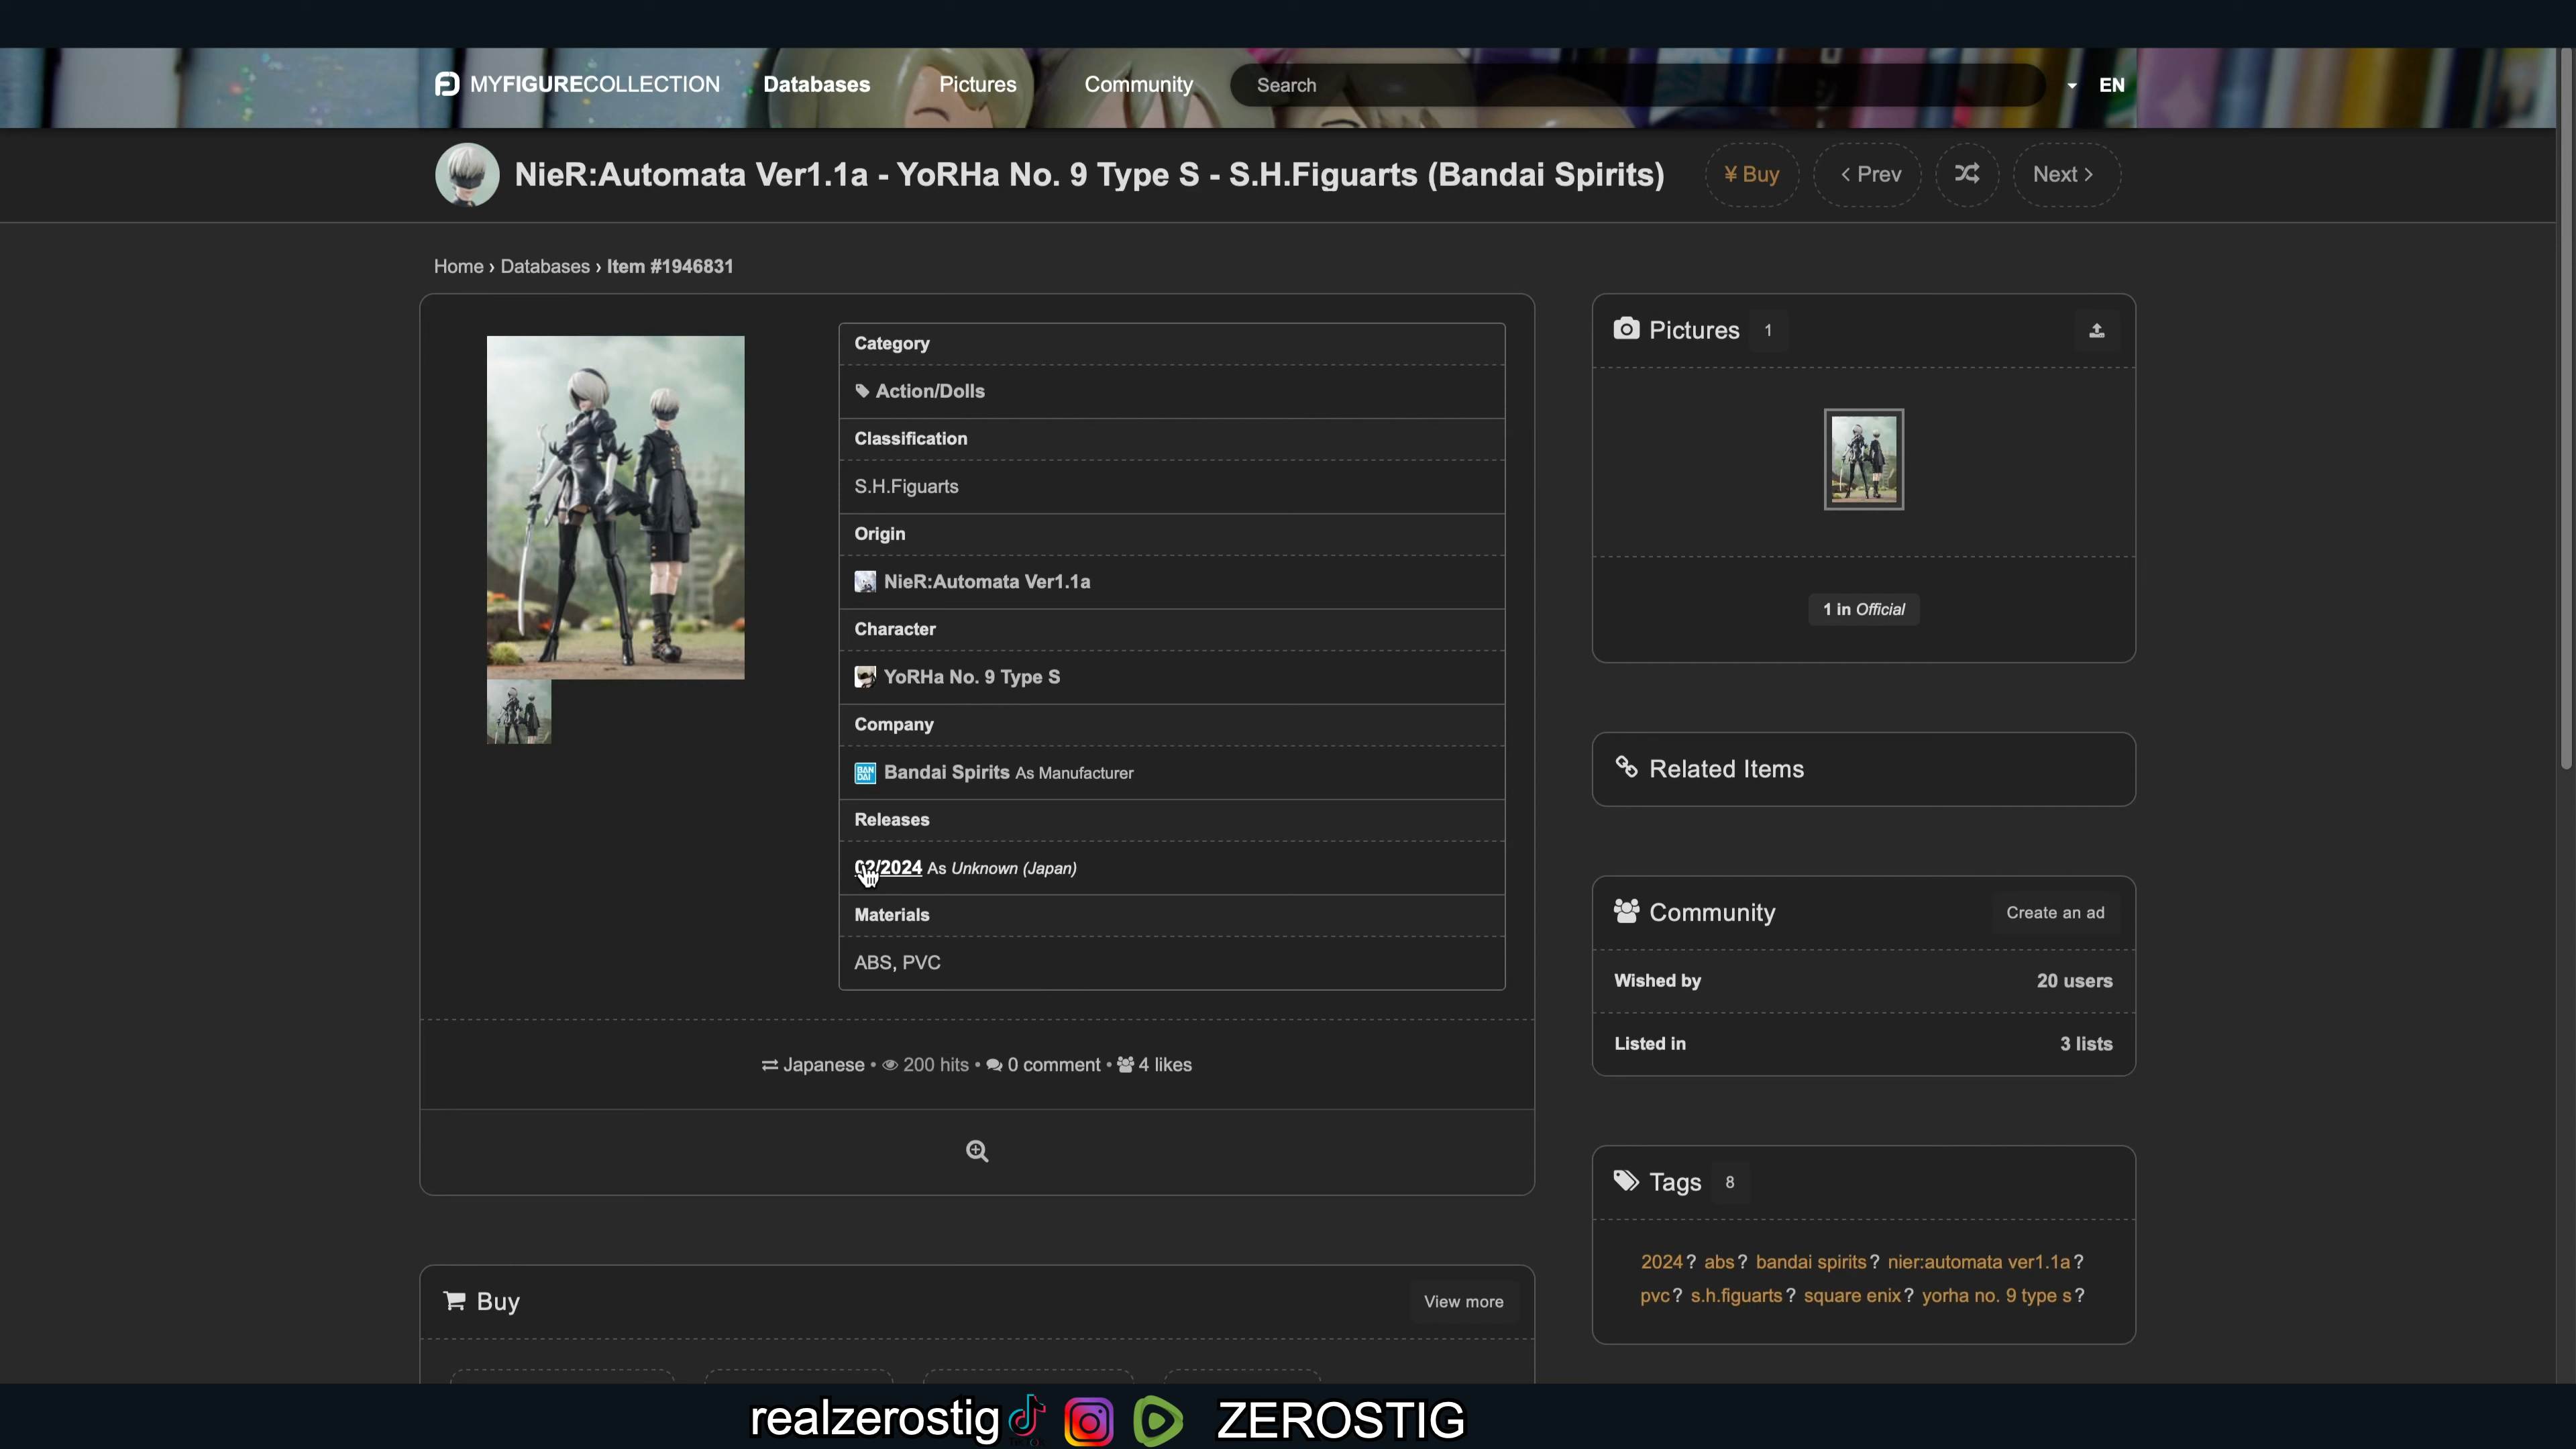 MYFIGURECOLLECTION Databases Pictures Community Search EN
NieR:Automata Ver1.1a - YoRHa No. 9 Type S - S.H.Figuarts (Bandai Spirits) ¥ Buy < Prev Next >
Home › Databases › Item #1946831
Category
Action/Dolls
Classification
S.H.Figuarts
Origin
NieR:Automata Ver1.1a
Character
YoRHa No. 9 Type S
Company
BAN DAI Bandai Spirits As Manufacturer
Releases
02/2024 As Unknown (Japan)
Materials
ABS, PVC
Japanese • 200 hits • 0 comment • 4 likes
Buy View more
Pictures 1
1 in Official
Related Items
Community Create an ad
Wished by 20 users
Listed in 3 lists
Tags 8
2024? abs? bandai spirits? nier:automata ver1.1a?
pvc? s.h.figuarts? square enix? yorha no. 9 type s?
realzerostig ZEROSTIG